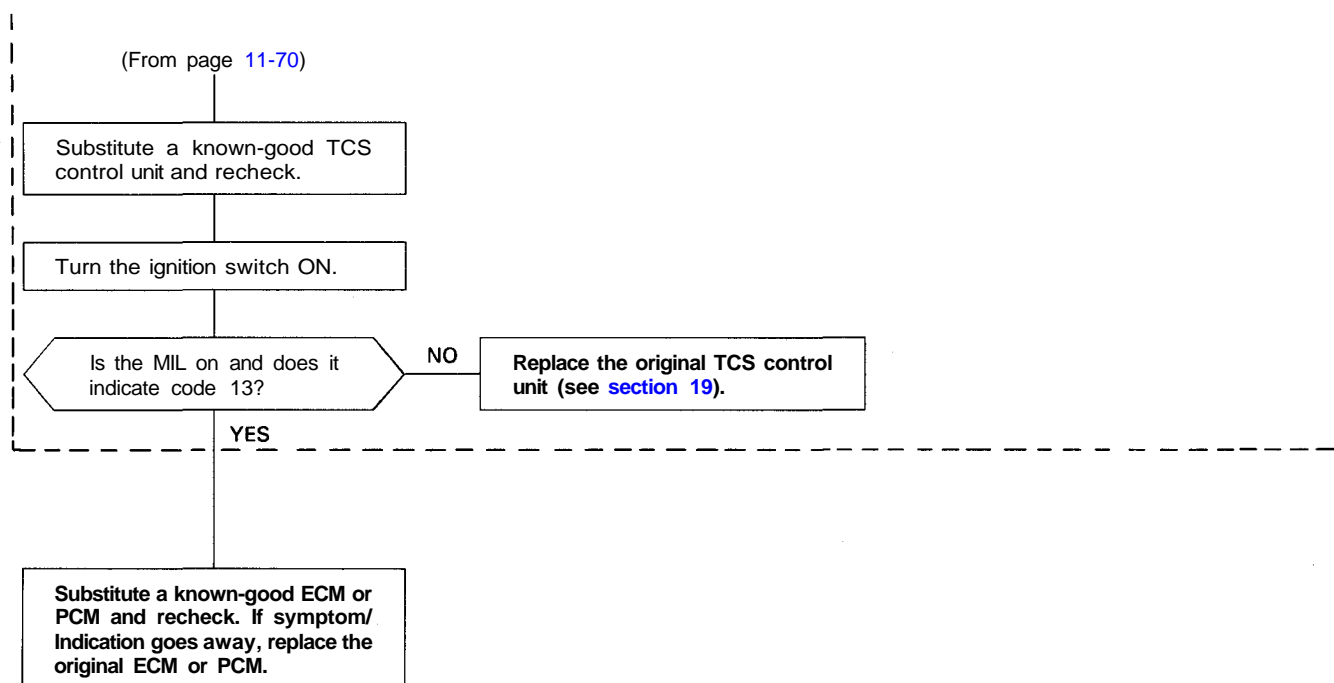 (From page 11-70)
Substitute a known-good TCS
control unit and recheck.
Turn the ignition switch ON.
Is the MIL on and does it
indicate code 13?
NO
Replace the original TCS control
unit (see section 19).
YES
Substitute a known-good ECM or
PCM and recheck. If symptom/
Indication goes away, replace the
original ECM or PCM.